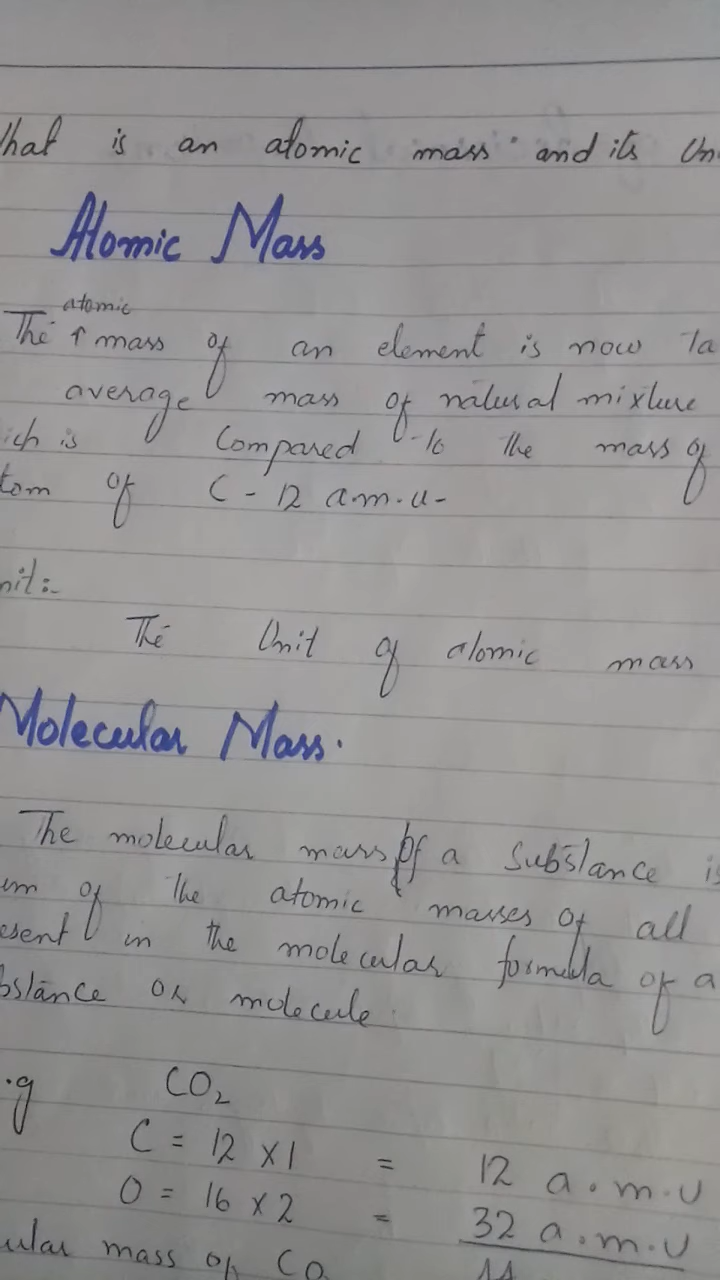 hat is an atomic mass and its Un
Atomic Mass
atomic
The ↑ mass of an element is now ta
average mass of natural mixture
ich is Compared to the mass of
tom of C - 12 a.m.u-
nit:-
The Unit of atomic mass
Molecular Mass.
The molecular mass of a Substance is
um of the atomic masses of all
esent in the molecular formula of a
bstance or molecule.
.g CO₂
C = 12 x 1 = 12 a.m.u
O = 16 x 2 = 32 a.m.u
ular mass of CO